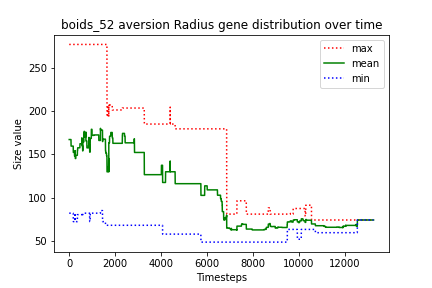 boids_52 aversion Radius gene distribution over time
max
mean
min
Size value
250
200
150
100
50
0
2000
4000
6000
8000
10000
12000
Timesteps